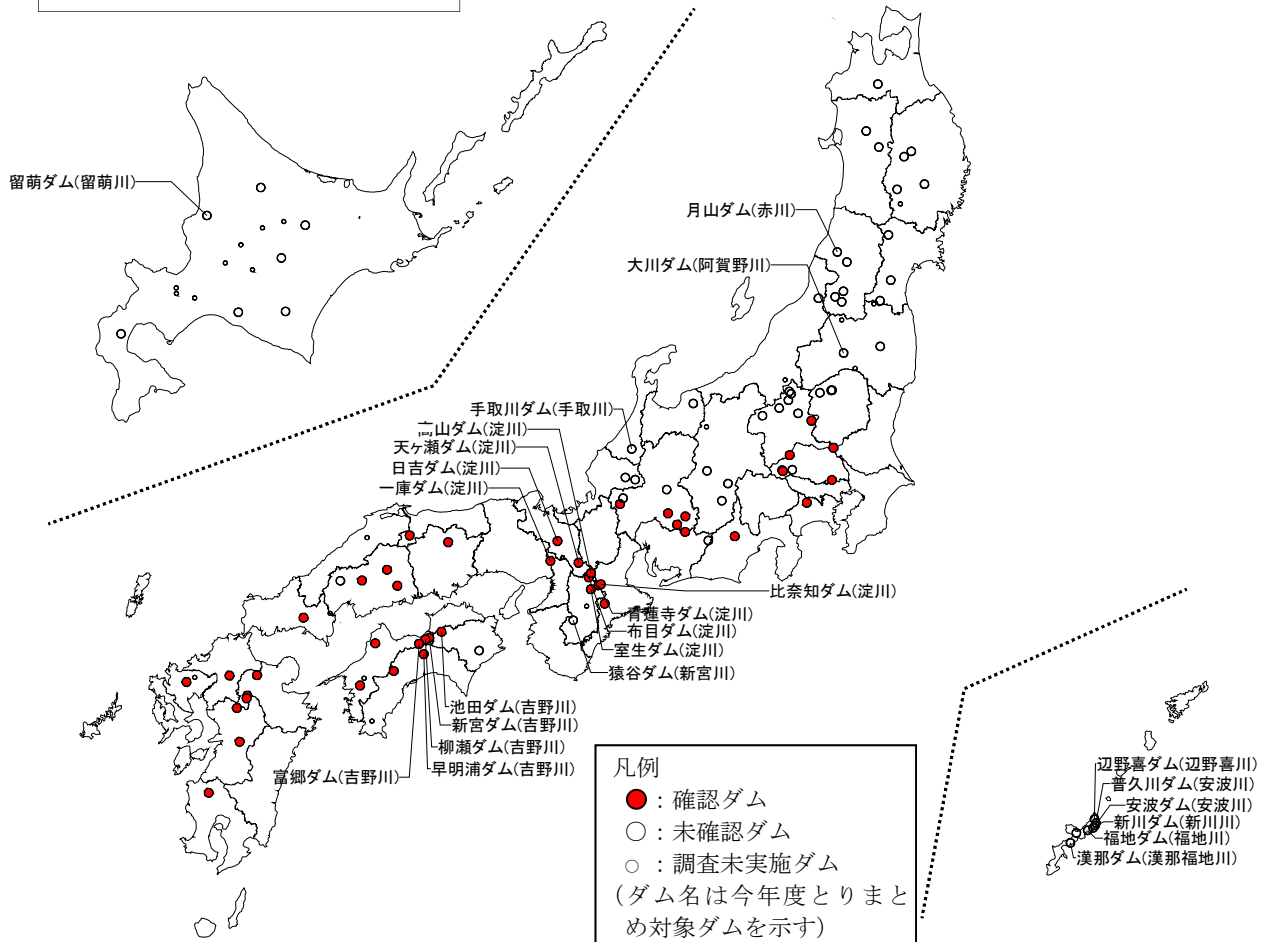 留萌ダム(留萌川)
月山ダム(赤川)
大川ダム(阿賀野川)
手取川ダム(手取川)
高山ダム(淀川)
天ヶ瀬ダム(淀川)
日吉ダム(淀川)
一庫ダム(淀川)
比奈知ダム(淀川)
青蓮寺ダム(淀川)
布目ダム(淀川)
室生ダム(淀川)
猿谷ダム(新宮川)
池田ダム(吉野川)
新宮ダム(吉野川)
柳瀬ダム(吉野川)
早明浦ダム(吉野川)
富郷ダム(吉野川)
辺野喜ダム(辺野喜川)
普久川ダム(安波川)
安波ダム(安波川)
新川ダム(新川川)
福地ダム(福地川)
漢那ダム(漢那福地川)
凡例
：確認ダム
：未確認ダム
：調査未実施ダム
(ダム名は今年度とりまと
め対象ダムを示す)